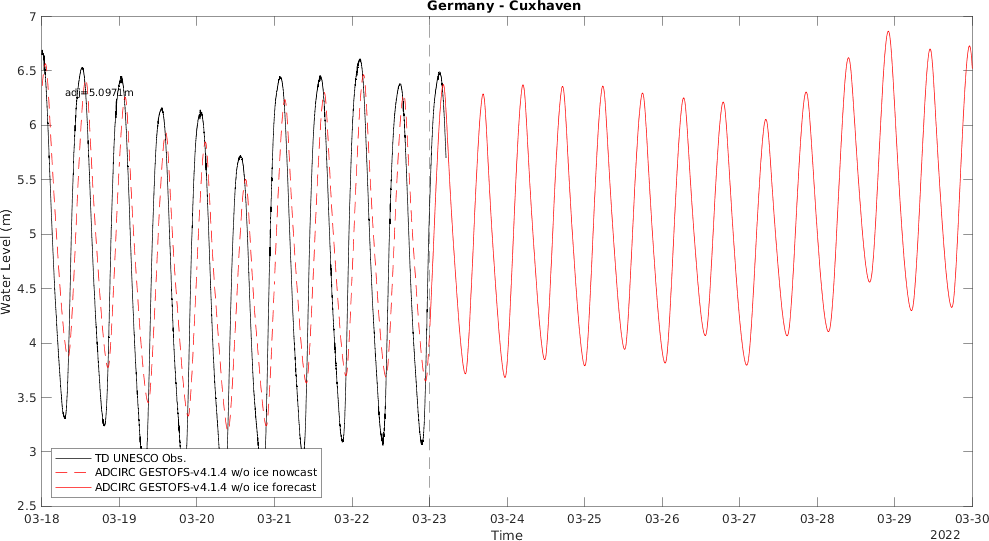 Germany - Cuxhaven
7
6.5
6
5.5
5
4.5
4
3.5
3
2.5
Water Level (m)
adj=5.0971m
TD UNESCO Obs.
ADCIRC GESTOFS-v4.1.4 w/o ice nowcast
ADCIRC GESTOFS-v4.1.4 w/o ice forecast
03-18 03-19 03-20 03-21 03-22 03-23 03-24 03-25 03-26 03-27 03-28 03-29 03-30
Time
2022